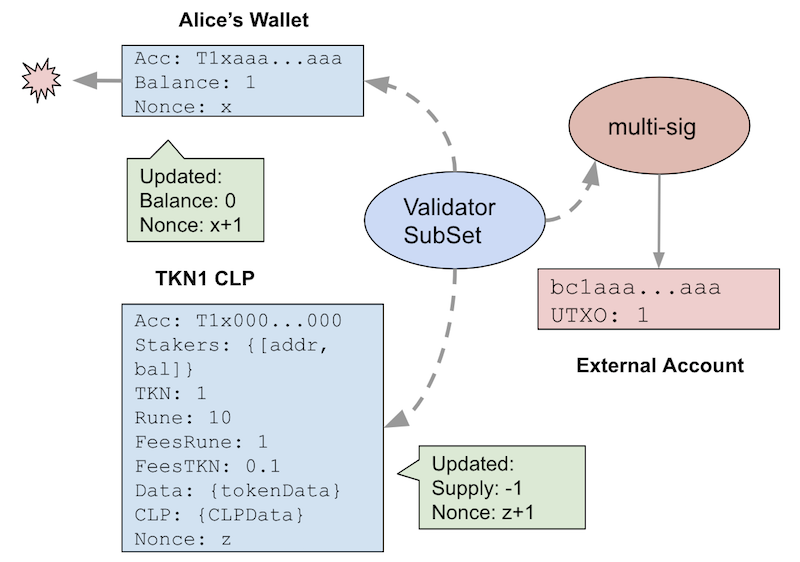 Alice’s Wallet
Acc: T1xaaa...aaa
Balance: 1
Nonce: x
Updated:
Balance: 0
Nonce: x+1
multi-sig
Validator
SubSet
bc1aaa...aaa
UTXO: 1
External Account
TKN1 CLP
Acc: T1x000...000
Stakers: {[addr,
bal]}
TKN: 1
Rune: 10
FeesRune: 1
FeesTKN: 0.1
Data: {tokenData}
CLP: {CLPData}
Nonce: z
Updated:
Supply: -1
Nonce: z+1